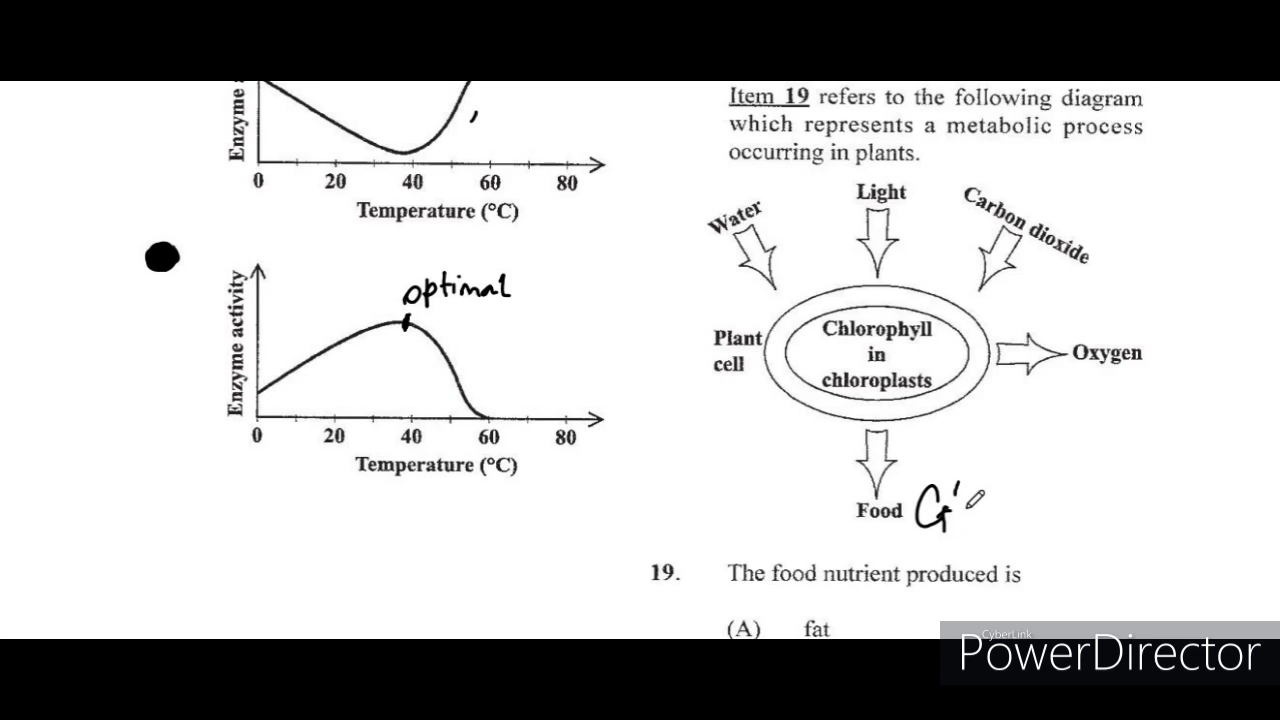 Enzyme a
0 20 40 60 80
Temperature (°C)
Enzyme activity
optimal
0 20 40 60 80
Temperature (°C)
Item 19 refers to the following diagram
which represents a metabolic process
occurring in plants.
Water
Light
Carbon dioxide
Plant
cell
Chlorophyll
in
chloroplasts
Oxygen
Food G
19. The food nutrient produced is
(A) fat
CyberLink
PowerDirector